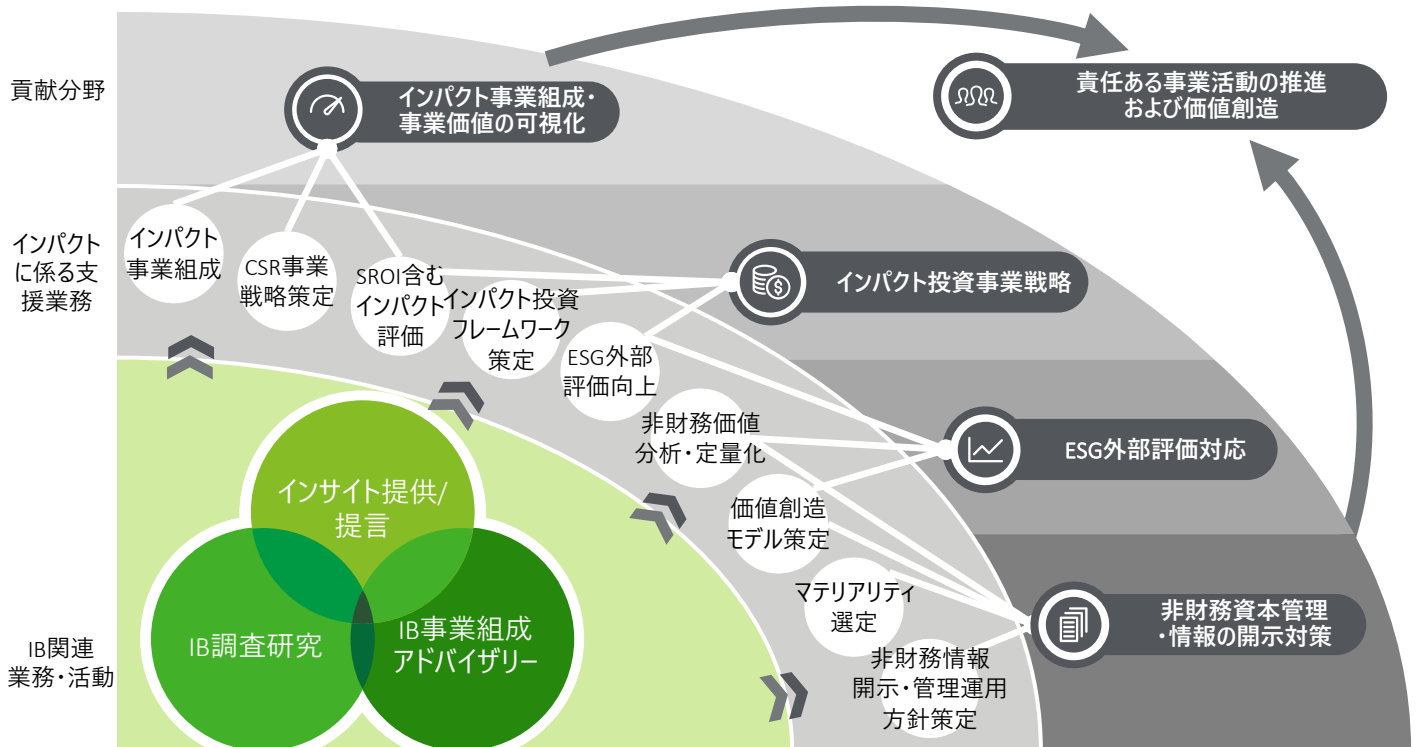 貢献分野
インパクト事業組成・
事業価値の可視化
責任ある事業活動の推進
および価値創造
インパクト
に係る支
援業務
インパクト
事業組成
CSR事業
戦略策定
SROI含む
インパクト
評価
インパクト投資
フレームワーク
策定
ESG外部
評価向上
非財務価値
分析・定量化
価値創造
モデル策定
マテリアリティ
選定
非財務情報
開示・管理運用
方針策定
インパクト投資事業戦略
ESG外部評価対応
非財務資本管理
・情報の開示対策
IB関連
業務・活動
インサイト提供/
提言
IB調査研究
IB事業組成
アドバイザリー